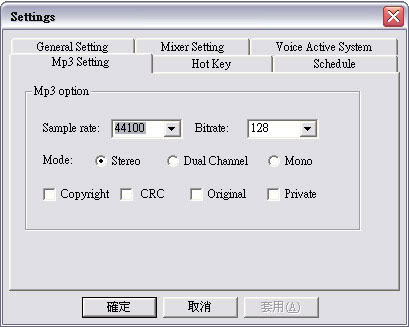 Settings
General Setting Mixer Setting Voice Active System
Mp3 Setting Hot Key Schedule
Mp3 option
Sample rate: 44100 Bitrate: 128
Mode: Stereo Dual Channel Mono
Copyright CRC Original Private
確定 取消 套用(A)